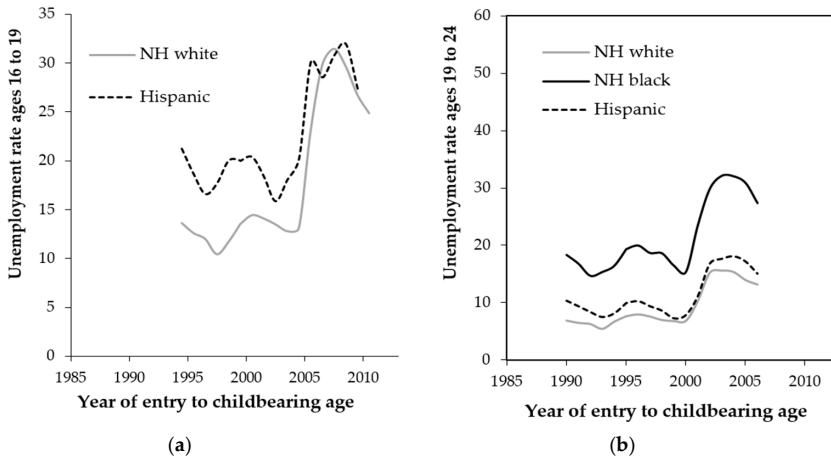 Unemployment rate ages 16 to 19
35
30
25
20
15
10
5
0
NH white
Hispanic
1985 1990 1995 2000 2005 2010
Year of entry to childbearing age
(a)
Unemployment rate ages 19 to 24
60
50
40
30
20
10
0
NH white
NH black
Hispanic
1985 1990 1995 2000 2005 2010
Year of entry to childbearing age
(b)